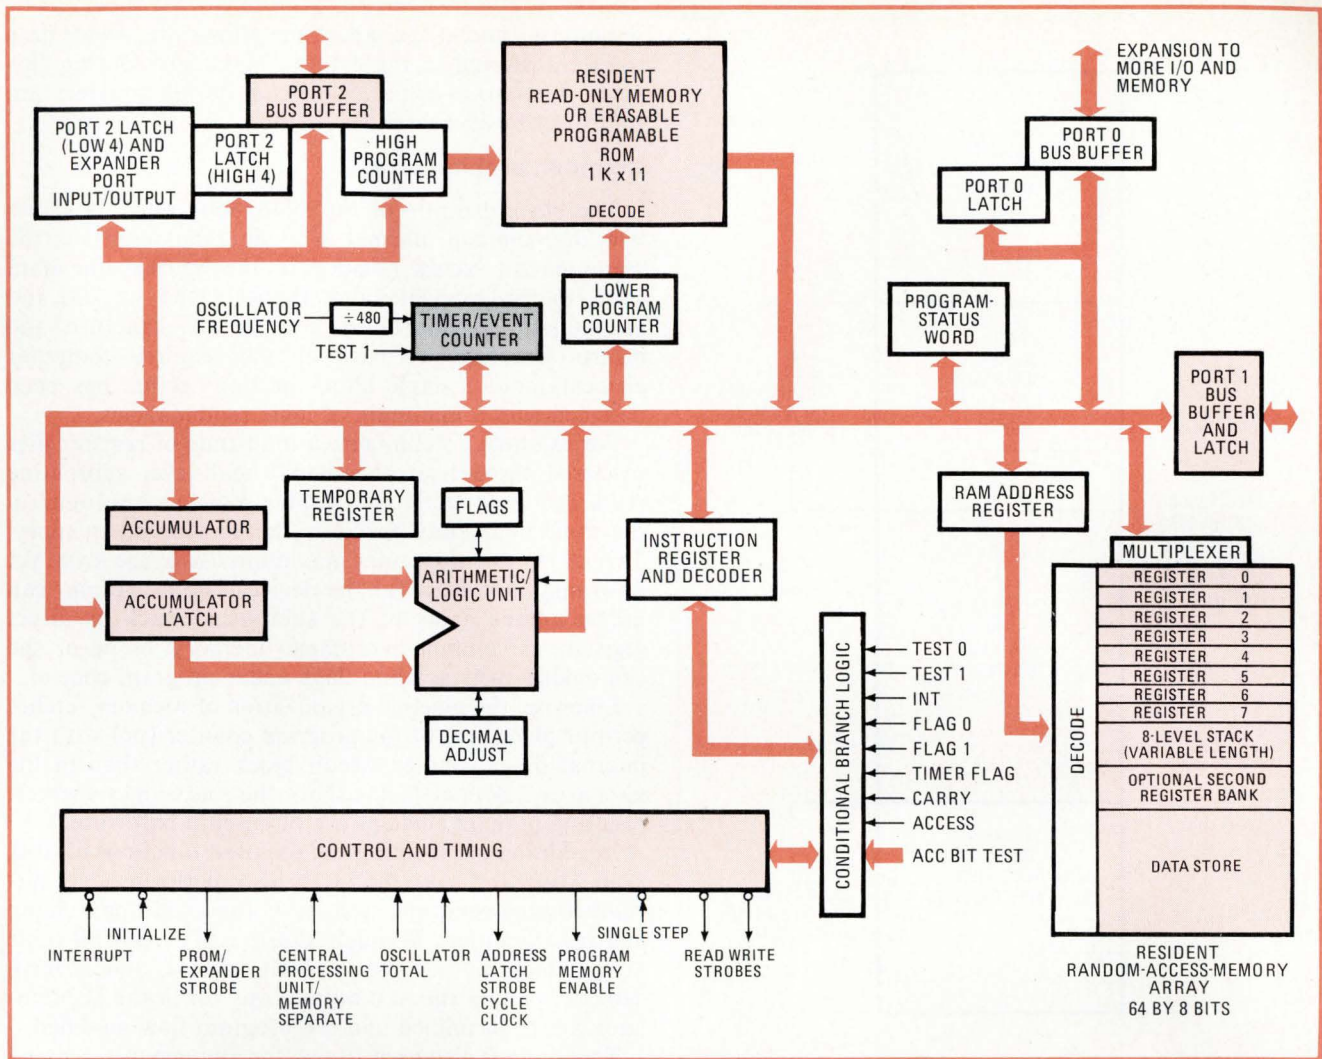 PORT 2
BUS BUFFER
PORT 2 LATCH
(LOW 4) AND
EXPANDER
PORT
INPUT/OUTPUT
PORT 2
LATCH
(HIGH 4)
HIGH
PROGRAM
COUNTER
RESIDENT
READ-ONLY MEMORY
OR ERASABLE
PROGRAMABLE
ROM
1 K x 11
DECODE
EXPANSION TO
MORE I/O AND
MEMORY
PORT 0
BUS BUFFER
PORT 0
LATCH
OSCILLATOR
FREQUENCY
÷480
TEST 1
TIMER/EVENT
COUNTER
LOWER
PROGRAM
COUNTER
PROGRAM-
STATUS
WORD
PORT 1
BUS
BUFFER
AND
LATCH
ACCUMULATOR
ACCUMULATOR
LATCH
TEMPORARY
REGISTER
FLAGS
ARITHMETIC/
LOGIC UNIT
DECIMAL
ADJUST
INSTRUCTION
REGISTER
AND DECODER
RAM ADDRESS
REGISTER
MULTIPLEXER
DECODE
REGISTER 0
REGISTER 1
REGISTER 2
REGISTER 3
REGISTER 4
REGISTER 5
REGISTER 6
REGISTER 7
8-LEVEL STACK
(VARIABLE LENGTH)
OPTIONAL SECOND
REGISTER BANK
DATA STORE
RESIDENT
RANDOM-ACCESS-MEMORY
ARRAY
64 BY 8 BITS
CONDITIONAL BRANCH LOGIC
TEST 0
TEST 1
INT
FLAG 0
FLAG 1
TIMER FLAG
CARRY
ACCESS
ACC BIT TEST
CONTROL AND TIMING
INTERRUPT
INITIALIZE
PROM/
EXPANDER
STROBE
CENTRAL
PROCESSING
UNIT/
MEMORY
SEPARATE
OSCILLATOR
TOTAL
ADDRESS
LATCH
STROBE
CYCLE
CLOCK
PROGRAM
MEMORY
ENABLE
SINGLE STEP
READ WRITE
STROBES